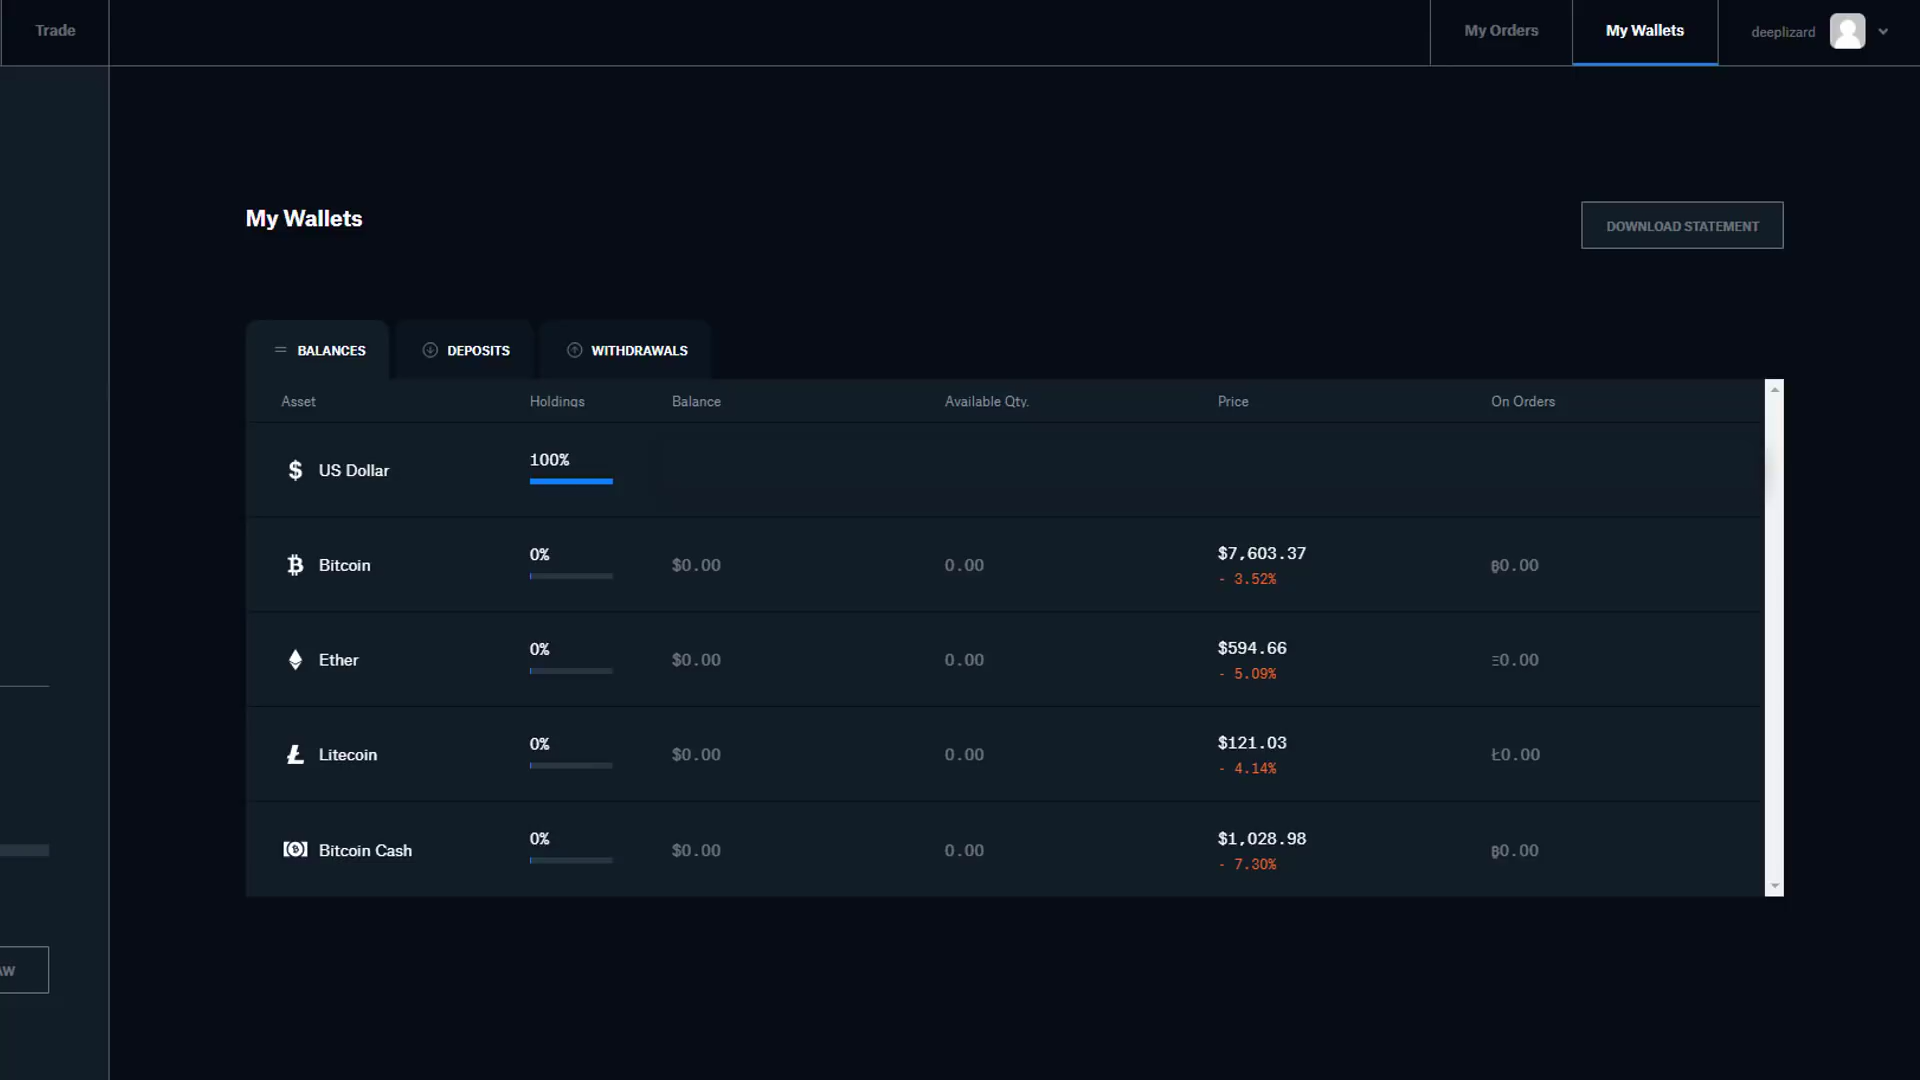 Trade
My Orders
My Wallets
deeplizard
My Wallets
DOWNLOAD STATEMENT
BALANCES
DEPOSITS
WITHDRAWALS
Asset Holdings Balance Available Qty. Price On Orders
$ US Dollar 100%
Bitcoin 0% $0.00 0.00 $7,603.37 ฿0.00
- 3.52%
Ether 0% $0.00 0.00 $594.66 Ξ0.00
- 5.09%
Litecoin 0% $0.00 0.00 $121.03 Ł0.00
- 4.14%
Bitcoin Cash 0% $0.00 0.00 $1,028.98 ฿0.00
- 7.30%
AW